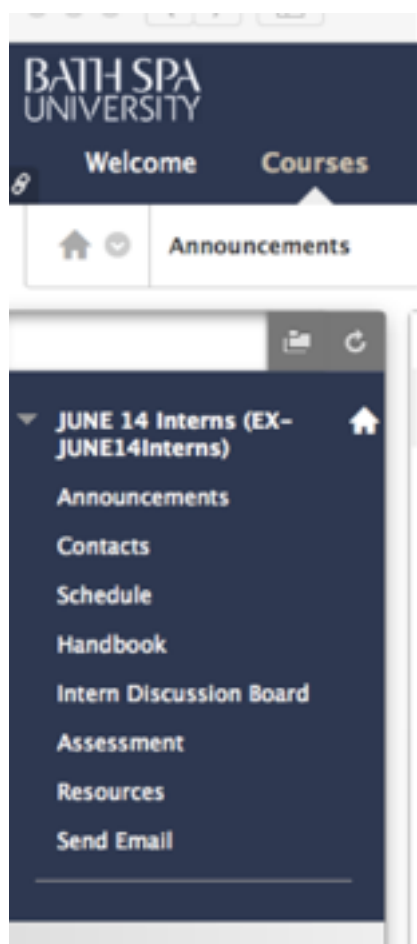 BATH SPA
UNIVERSITY
Welcome Courses
Announcements
JUNE 14 Interns (EX-
JUNE14Interns)
Announcements
Contacts
Schedule
Handbook
Intern Discussion Board
Assessment
Resources
Send Email